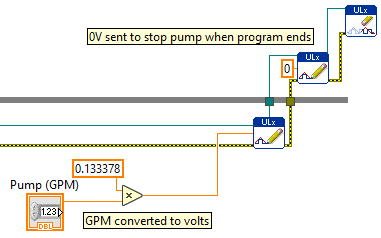 ULx
0V sent to stop pump when program ends
ULx
0
ULx
0.133378
Pump (GPM)
1.23
DBL
GPM converted to volts